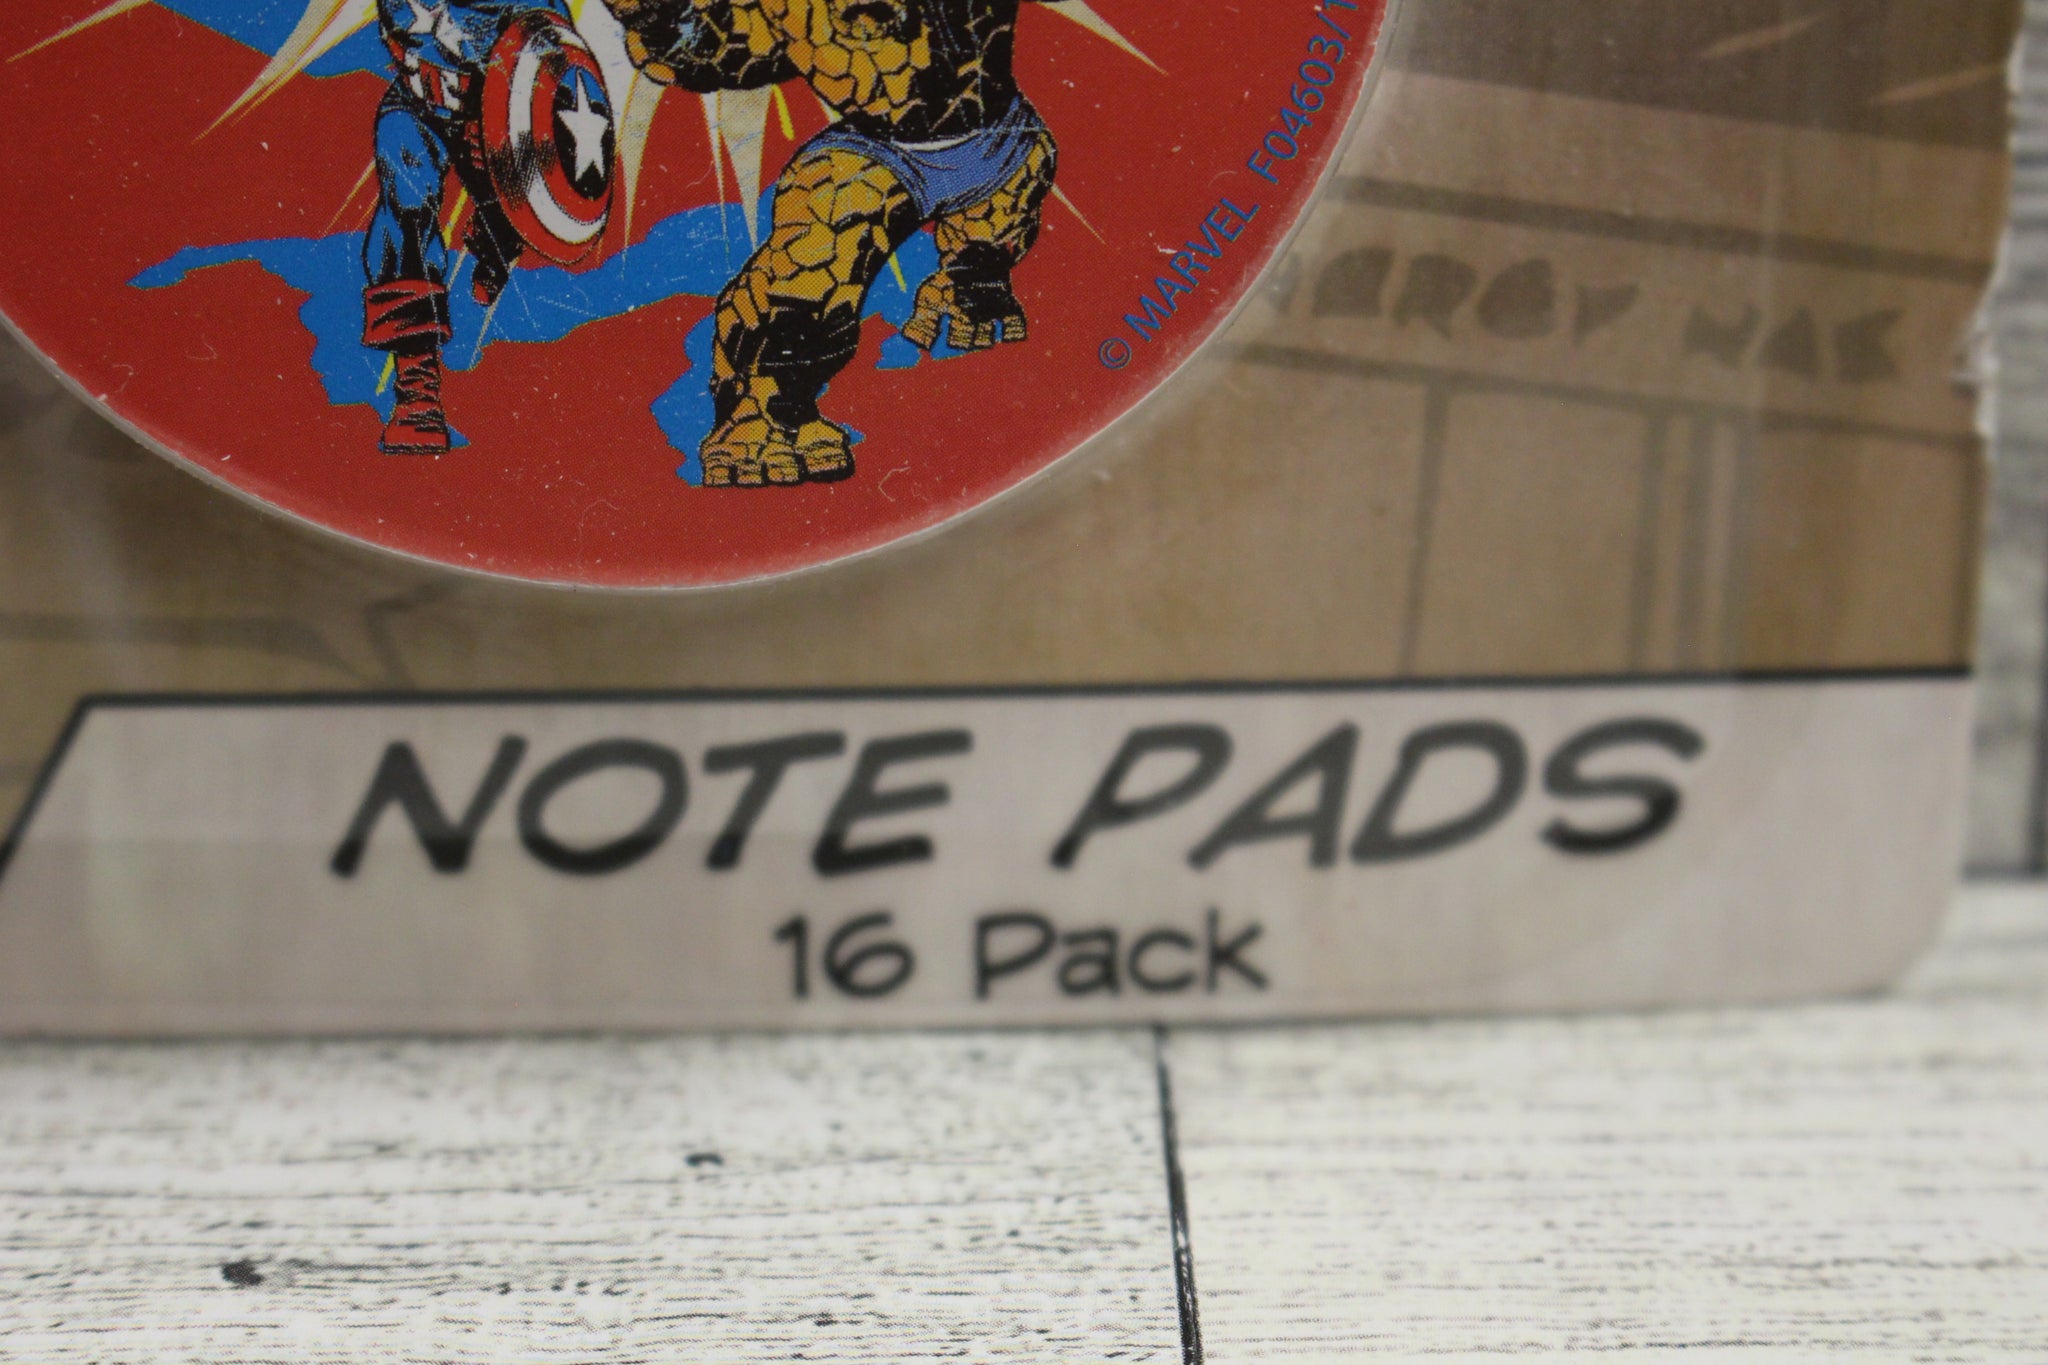 © MARVEL F04603/1
NOTE PADS
16 Pack